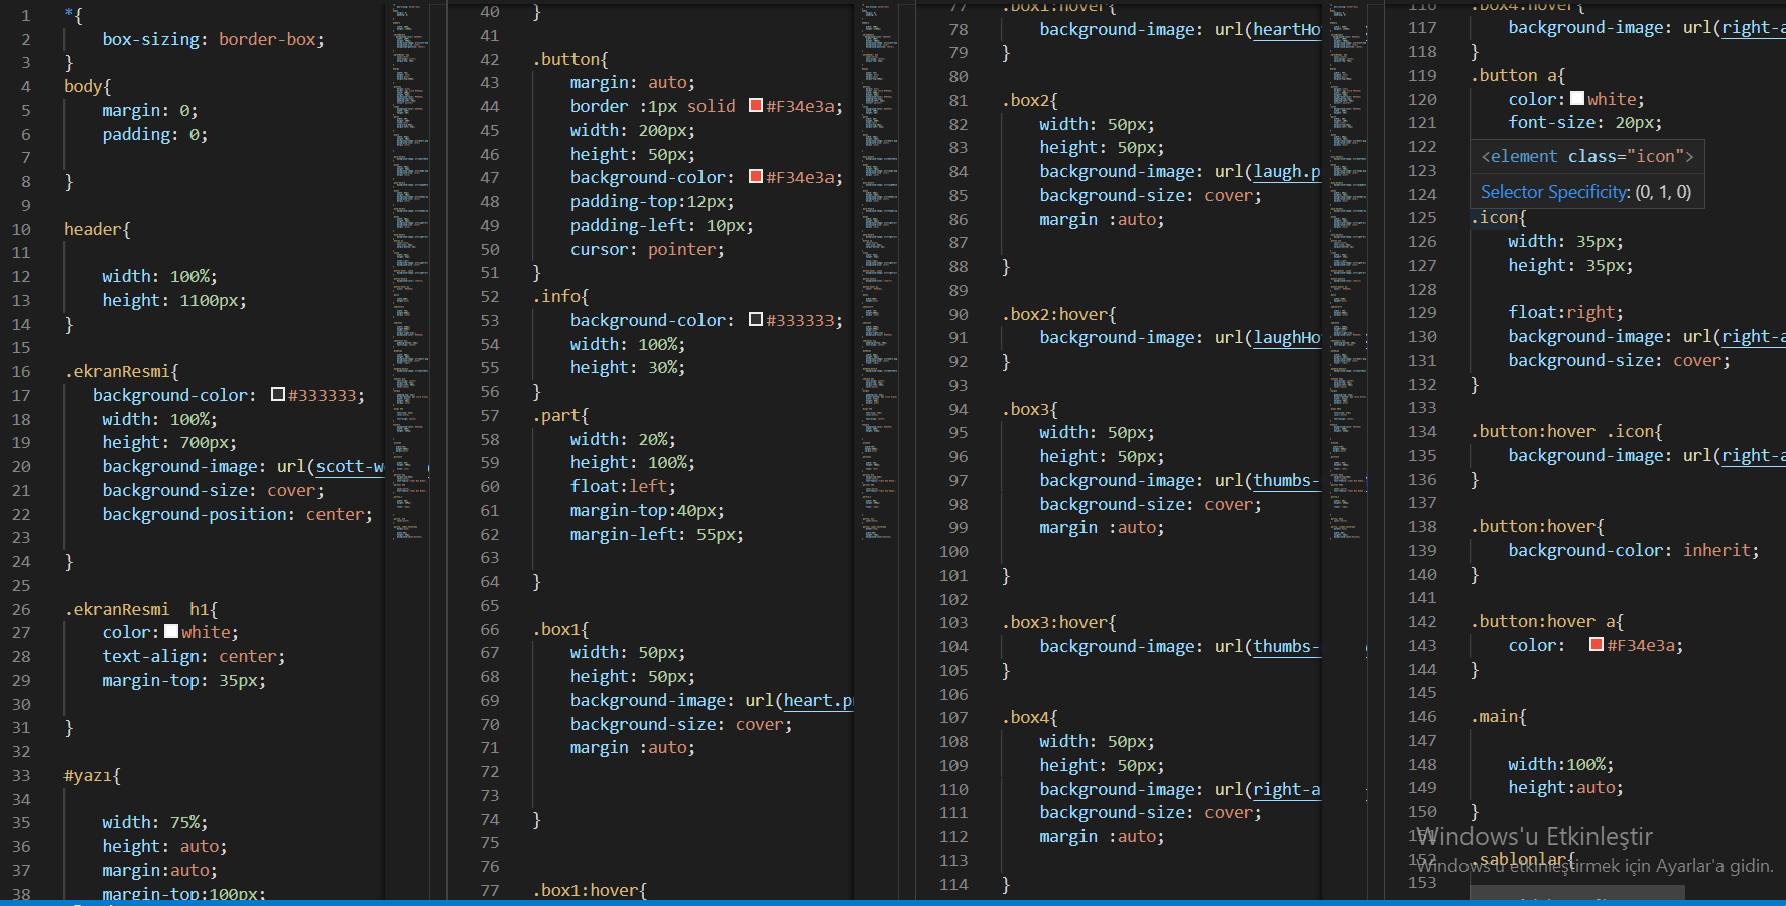 1 *{
2 box-sizing: border-box;
3 }
4 body{
5 margin: 0;
6 padding: 0;
7
8 }
9
10 header{
11
12 width: 100%;
13 height: 1100px;
14 }
15
16 .ekranResmi{
17 background-color: #333333;
18 width: 100%;
19 height: 700px;
20 background-image: url(scott-w
21 background-size: cover;
22 background-position: center;
23
24 }
25
26 .ekranResmi h1{
27 color: white;
28 text-align: center;
29 margin-top: 35px;
30
31 }
32
33 #yazı{
34
35 width: 75%;
36 height: auto;
37 margin:auto;
38 margin-top:100px;
40 }
41
42 .button{
43 margin: auto;
44 border :1px solid #F34e3a;
45 width: 200px;
46 height: 50px;
47 background-color: #F34e3a;
48 padding-top:12px;
49 padding-left: 10px;
50 cursor: pointer;
51 }
52 .info{
53 background-color: #333333;
54 width: 100%;
55 height: 30%;
56 }
57 .part{
58 width: 20%;
59 height: 100%;
60 float:left;
61 margin-top:40px;
62 margin-left: 55px;
63
64 }
65
66 .box1{
67 width: 50px;
68 height: 50px;
69 background-image: url(heart.p
70 background-size: cover;
71 margin :auto;
72
73
74 }
75
76
77 .box1:hover{
77 .box1:hover{
78 background-image: url(heartHo
79 }
80
81 .box2{
82 width: 50px;
83 height: 50px;
84 background-image: url(laugh.p
85 background-size: cover;
86 margin :auto;
87
88 }
89
90 .box2:hover{
91 background-image: url(laughHo
92 }
93
94 .box3{
95 width: 50px;
96 height: 50px;
97 background-image: url(thumbs-
98 background-size: cover;
99 margin :auto;
100
101 }
102
103 .box3:hover{
104 background-image: url(thumbs-
105 }
106
107 .box4{
108 width: 50px;
109 height: 50px;
110 background-image: url(right-a
111 background-size: cover;
112 margin :auto;
113
114 }
116 .box4:hover{
117 background-image: url(right-a
118 }
119 .button a{
120 color: white;
121 font-size: 20px;
122
<element class="icon">
123
Selector Specificity: (0, 1, 0)
124
125 .icon{
126 width: 35px;
127 height: 35px;
128
129 float:right;
130 background-image: url(right-a
131 background-size: cover;
132 }
133
134 .button:hover .icon{
135 background-image: url(right-a
136 }
137
138 .button:hover{
139 background-color: inherit;
140 }
141
142 .button:hover a{
143 color: #F34e3a;
144 }
145
146 .main{
147
148 width:100%;
149 height:auto;
150 }
151
Windows'u Etkinleştir
152 .sablonlar{
Windows'u etkinleştirmek için Ayarlar'a gidin.
153